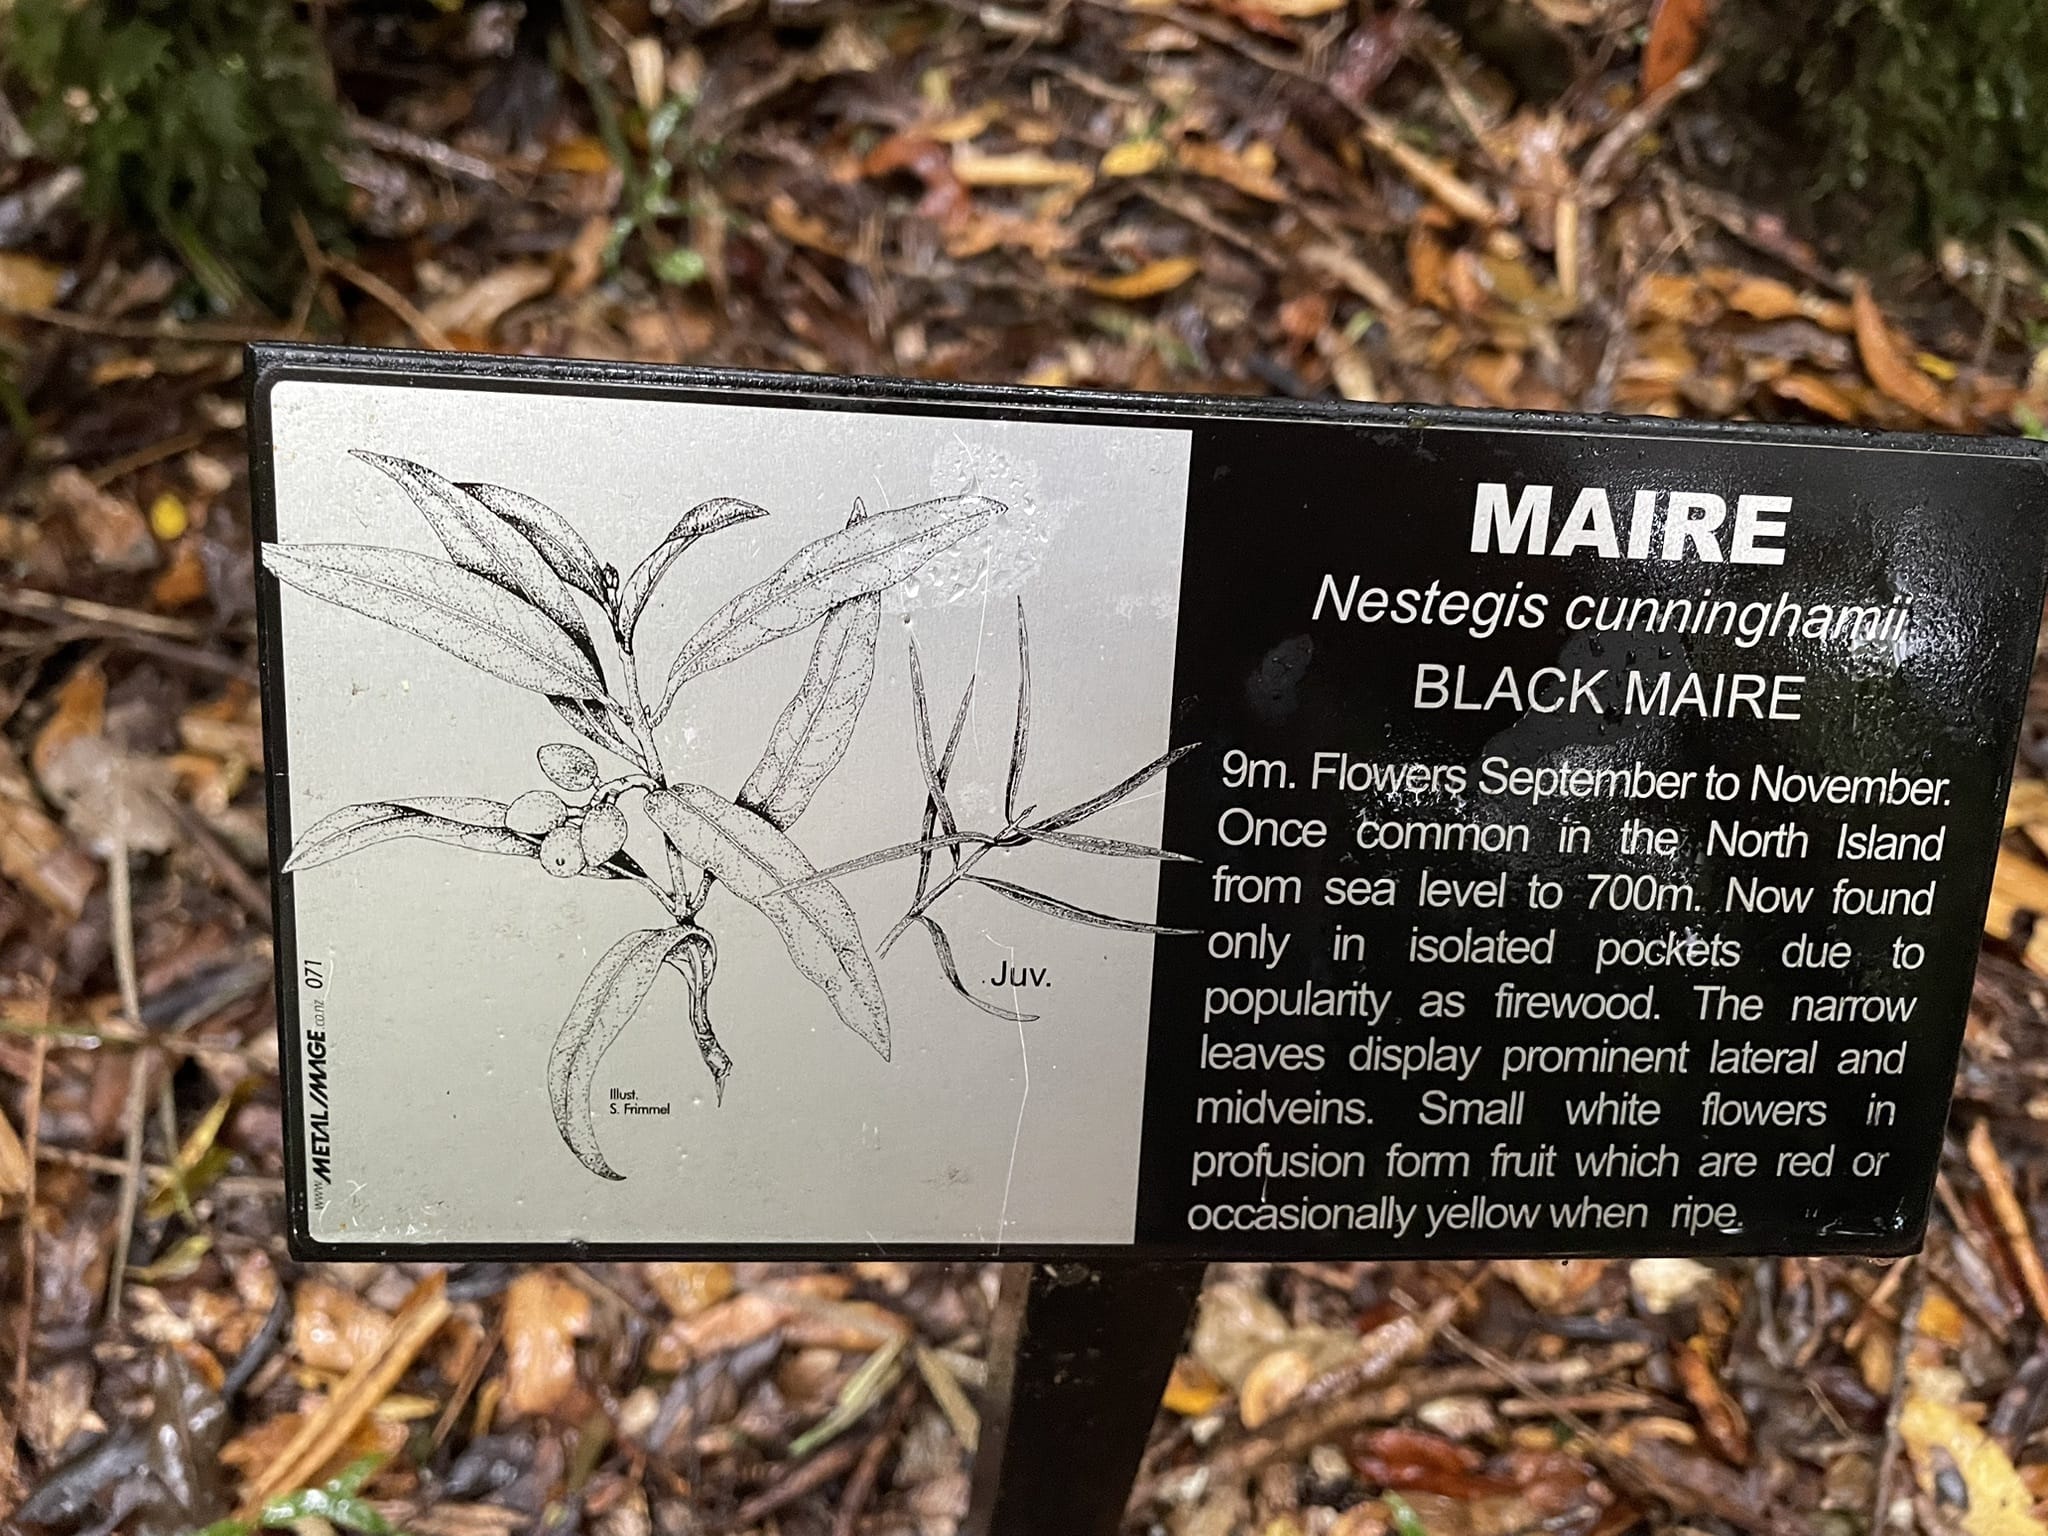 MAIRE
Nestegis cunninghamii
BLACK MAIRE
9m. Flowers September to November.
Once common in the North Island
from sea level to 700m. Now found
only in isolated pockets due to
popularity as firewood. The narrow
leaves display prominent lateral and
midveins. Small white flowers in
profusion form fruit which are red or
occasionally yellow when ripe.
Juv.
Illust.
S. Frimmel
www.METALIMAGE.co.nz 071